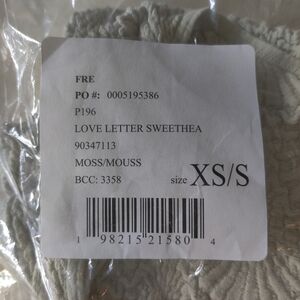 FRE
PO #: 0005195386
P196
LOVE LETTER SWEETHEA
90347113
MOSS/MOUSS
BCC: 3358 size XS/S
1 98215 21580 4